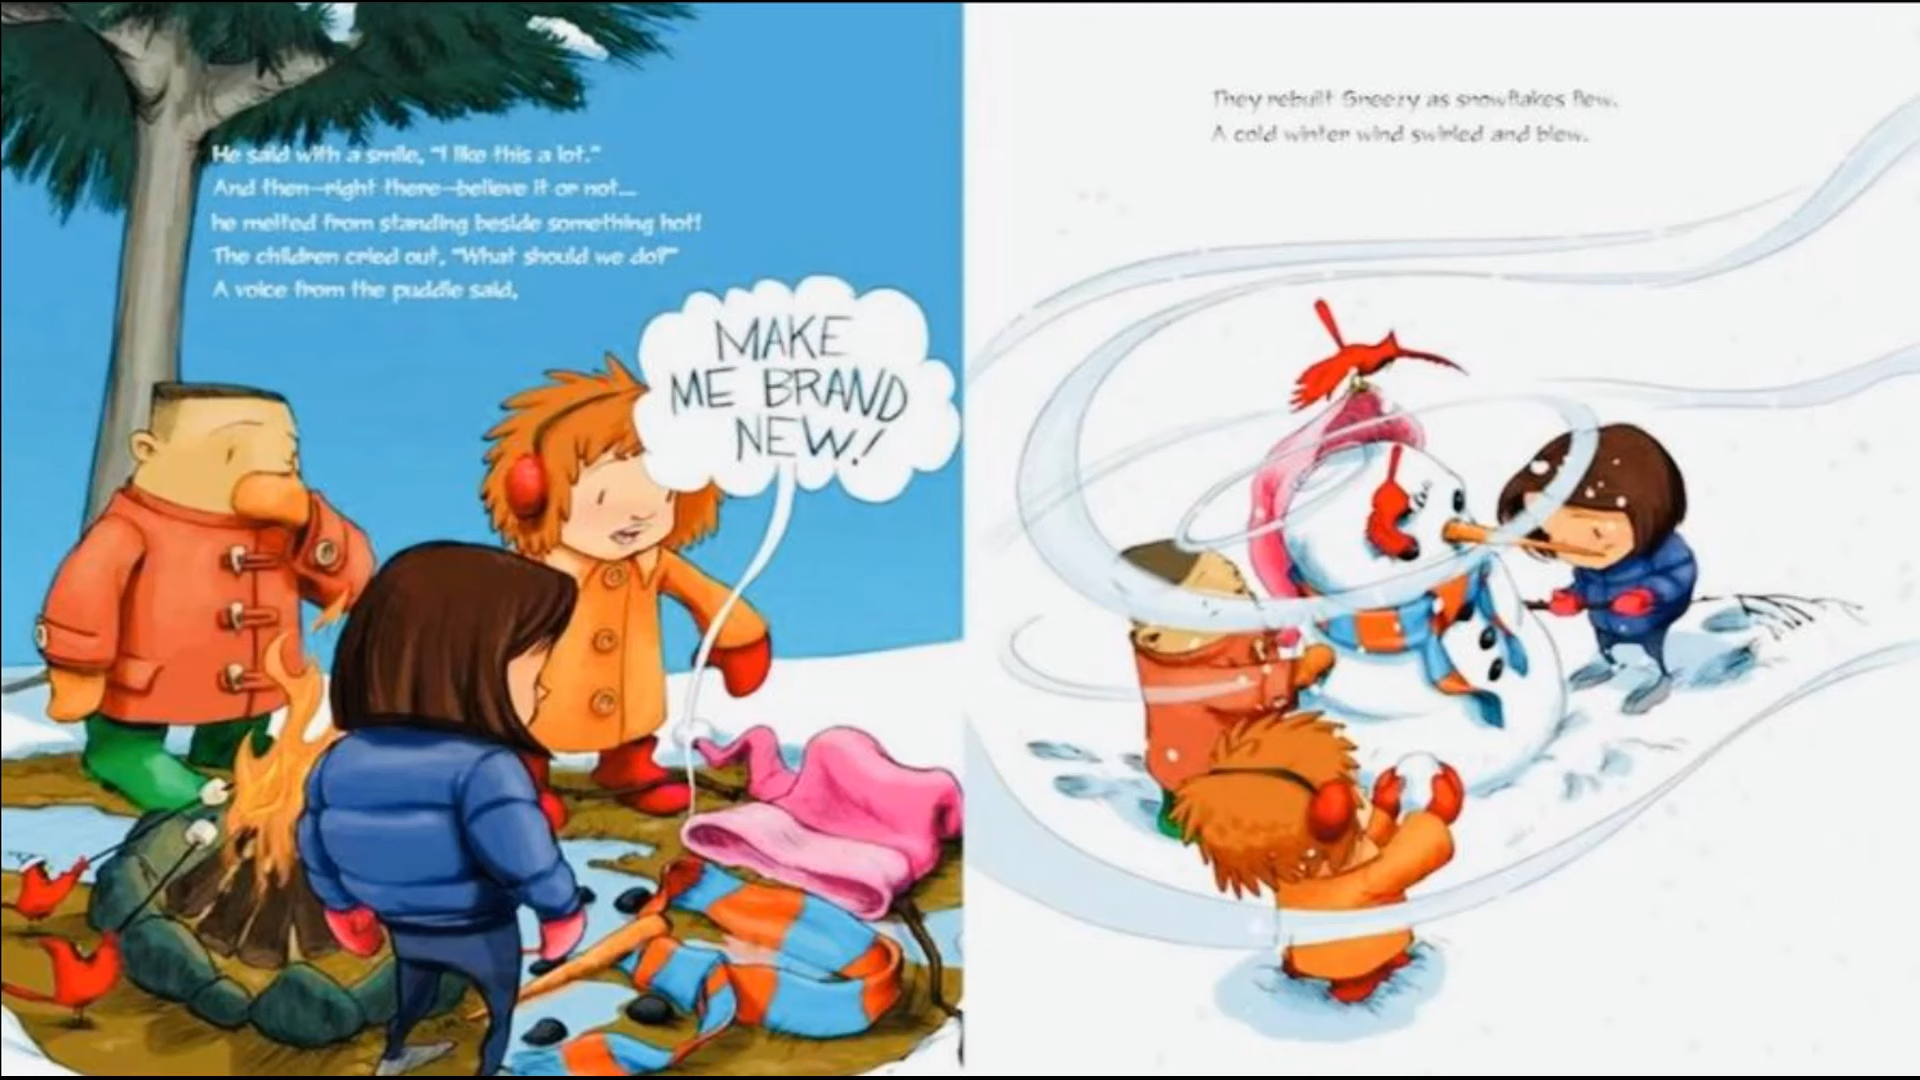 He said with a smile, "I like this a lot."
And then—right there—believe it or not...
he melted from standing beside something hot!
The children cried out, "What should we do?"
A voice from the puddle said,
MAKE
ME BRAND
NEW!
They rebuilt Sneezy as snowflakes flew.
A cold winter wind swirled and blew.